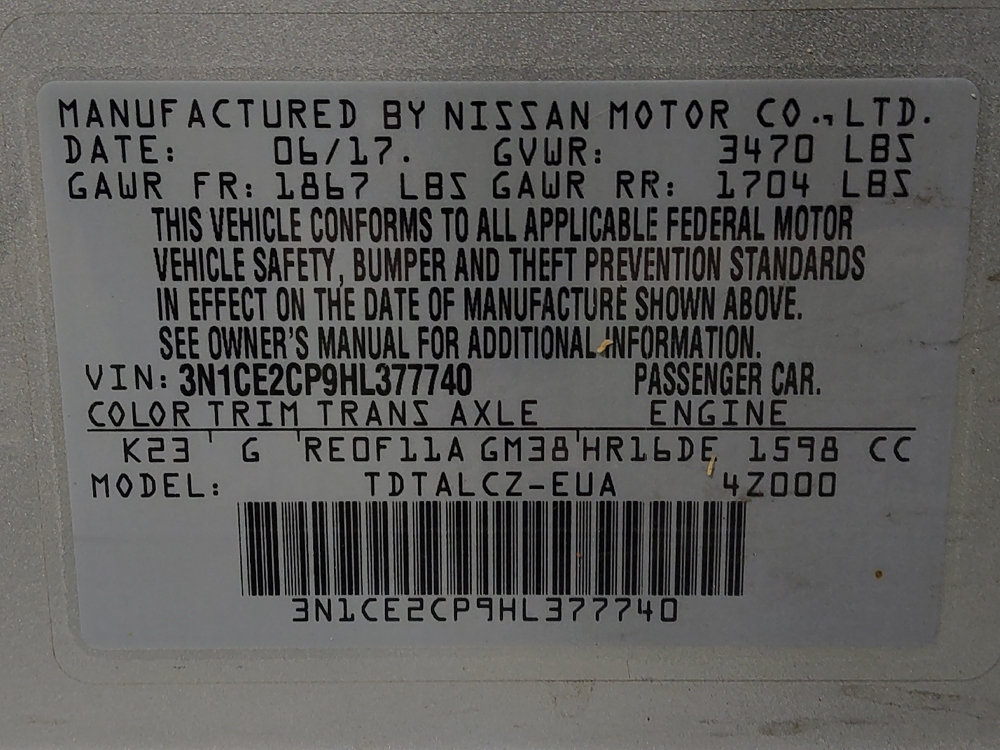 MANUFACTURED BY NISSAN MOTOR CO., LTD.
DATE: 06/17. GVWR: 3470 LBS
GAWR FR: 1867 LBS GAWR RR: 1704 LBS
THIS VEHICLE CONFORMS TO ALL APPLICABLE FEDERAL MOTOR
VEHICLE SAFETY, BUMPER AND THEFT PREVENTION STANDARDS
IN EFFECT ON THE DATE OF MANUFACTURE SHOWN ABOVE.
SEE OWNER'S MANUAL FOR ADDITIONAL INFORMATION.
VIN: 3N1CE2CP9HL377740 PASSENGER CAR.
COLOR TRIM TRANS AXLE ENGINE
K23 G RE0F11A GM38 HR16DE 1598 CC
MODEL: TDTALCZ-EUA 4Z000
3N1CE2CP9HL377740